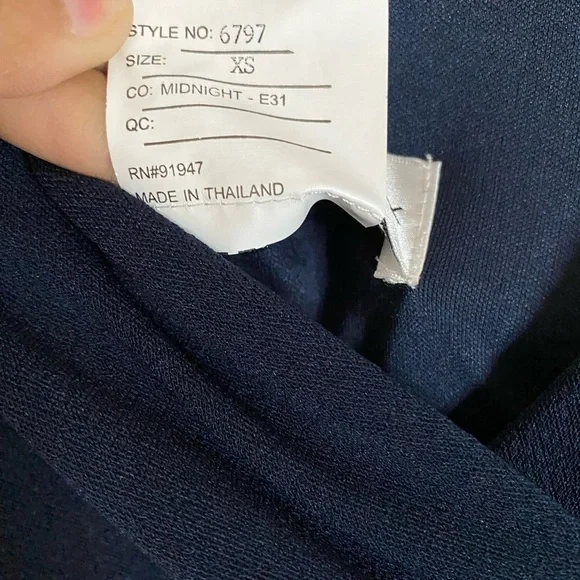 STYLE NO: 6797
SIZE: XS
CO: MIDNIGHT - E31
QC:
RN#91947
MADE IN THAILAND